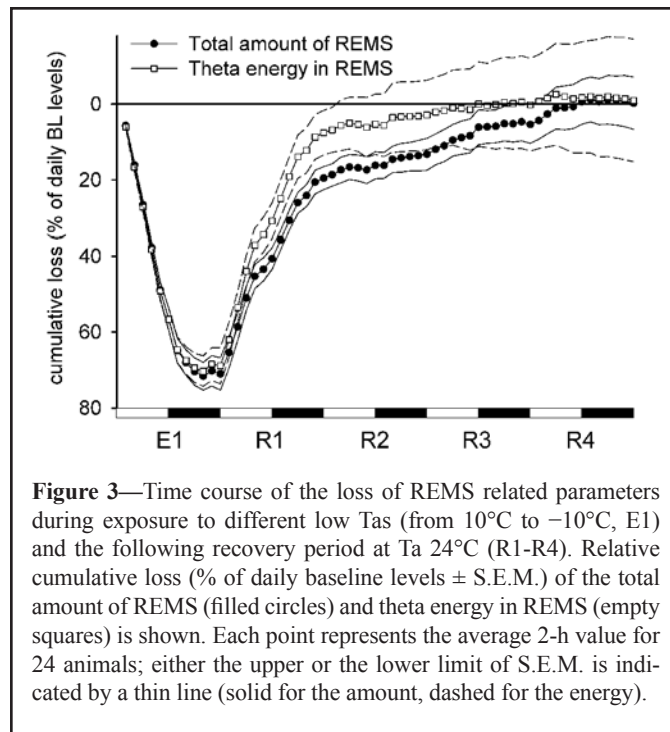 Total amount of REMS
Theta energy in REMS
cumulative loss (% of daily BL levels)
0
20
40
60
80
E1 R1 R2 R3 R4
Figure 3—Time course of the loss of REMS related parameters
during exposure to different low Tas (from 10°C to −10°C, E1)
and the following recovery period at Ta 24°C (R1-R4). Relative
cumulative loss (% of daily baseline levels ± S.E.M.) of the total
amount of REMS (filled circles) and theta energy in REMS (empty
squares) is shown. Each point represents the average 2-h value for
24 animals; either the upper or the lower limit of S.E.M. is indi-
cated by a thin line (solid for the amount, dashed for the energy).